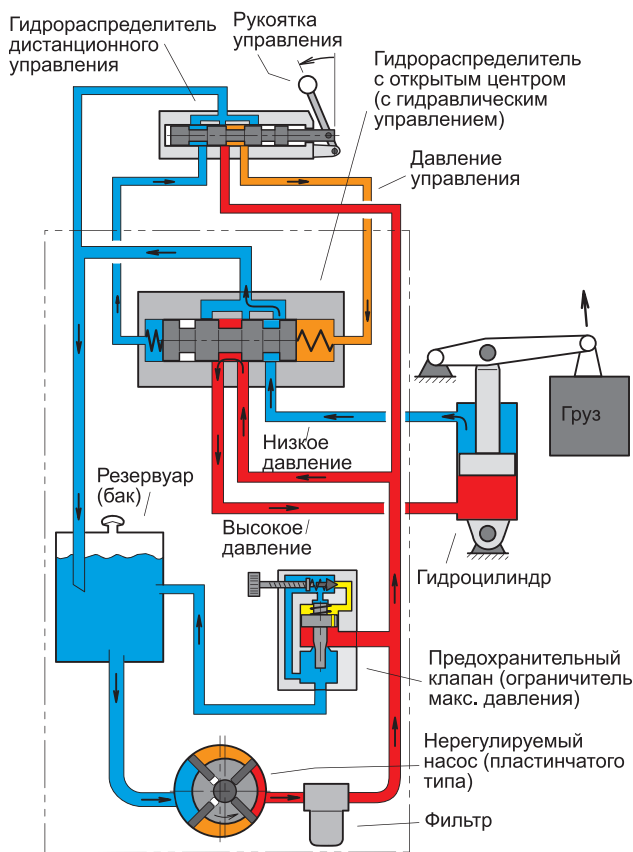 Гидрораспределитель
дистанционного
управления
Рукоятка
управления
Гидрораспределитель
с открытым центром
(с гидравлическим
управлением)
Давление
управления
Груз
Низкое
давление
Резервуар
(бак)
Высокое
давление
Гидроцилиндр
Предохранительный
клапан (ограничитель
макс. давления)
Нерегулируемый
насос (пластинчатого
типа)
Фильтр